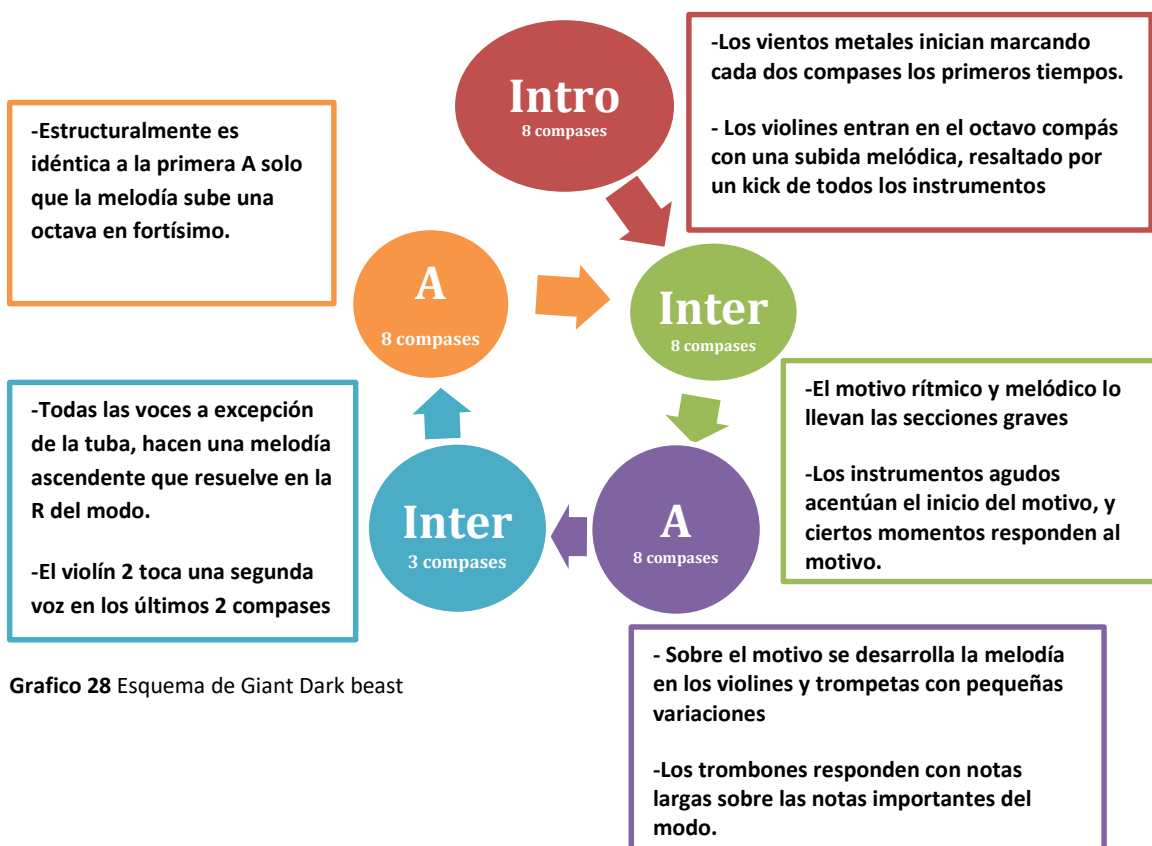 Intro
8 compases
-Los vientos metales inician marcando
cada dos compases los primeros tiempos.
- Los violines entran en el octavo compás
con una subida melódica, resaltado por
un kick de todos los instrumentos
Inter
8 compases
-El motivo rítmico y melódico lo
llevan las secciones graves
-Los instrumentos agudos
acentúan el inicio del motivo, y
ciertos momentos responden al
motivo.
A
8 compases
- Sobre el motivo se desarrolla la melodía
en los violines y trompetas con pequeñas
variaciones
-Los trombones responden con notas
largas sobre las notas importantes del
modo.
Inter
3 compases
-Todas las voces a excepción
de la tuba, hacen una melodía
ascendente que resuelve en la
R del modo.
-El violín 2 toca una segunda
voz en los últimos 2 compases
A
8 compases
-Estructuralmente es
idéntica a la primera A solo
que la melodía sube una
octava en fortísimo.
Grafico 28 Esquema de Giant Dark beast